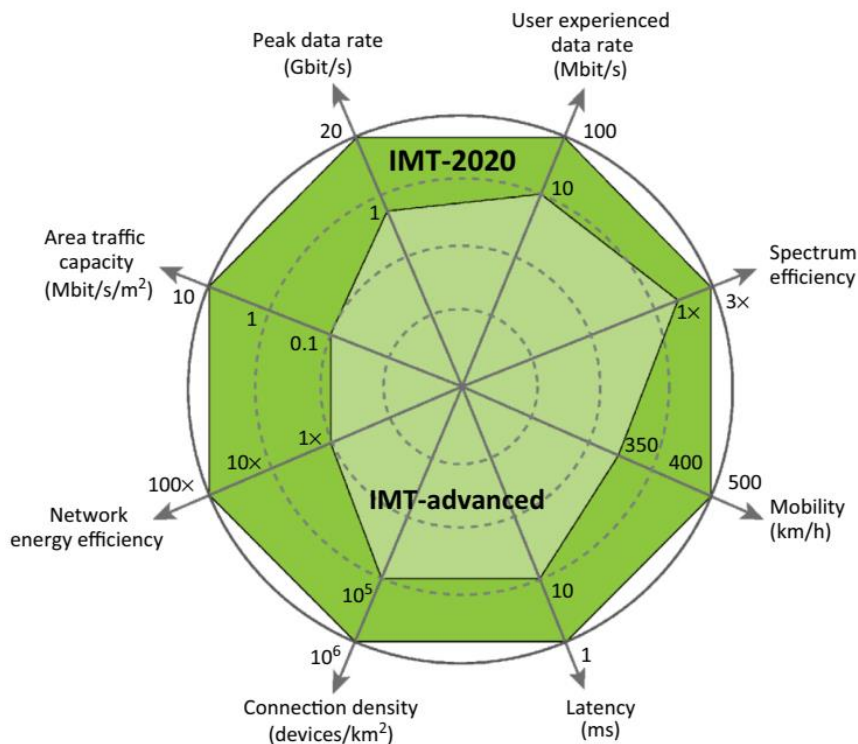 User experienced
data rate
(Mbit/s)
Peak data rate
(Gbit/s)
20
100
IMT-2020
1
10
Area traffic
capacity
(Mbit/s/m²)
Spectrum
efficiency
10
1
0.1
1×
3×
1×
10×
100×
350
400
500
Network
energy efficiency
IMT-advanced
Mobility
(km/h)
10⁵
10
10⁶
1
Connection density
(devices/km²)
Latency
(ms)